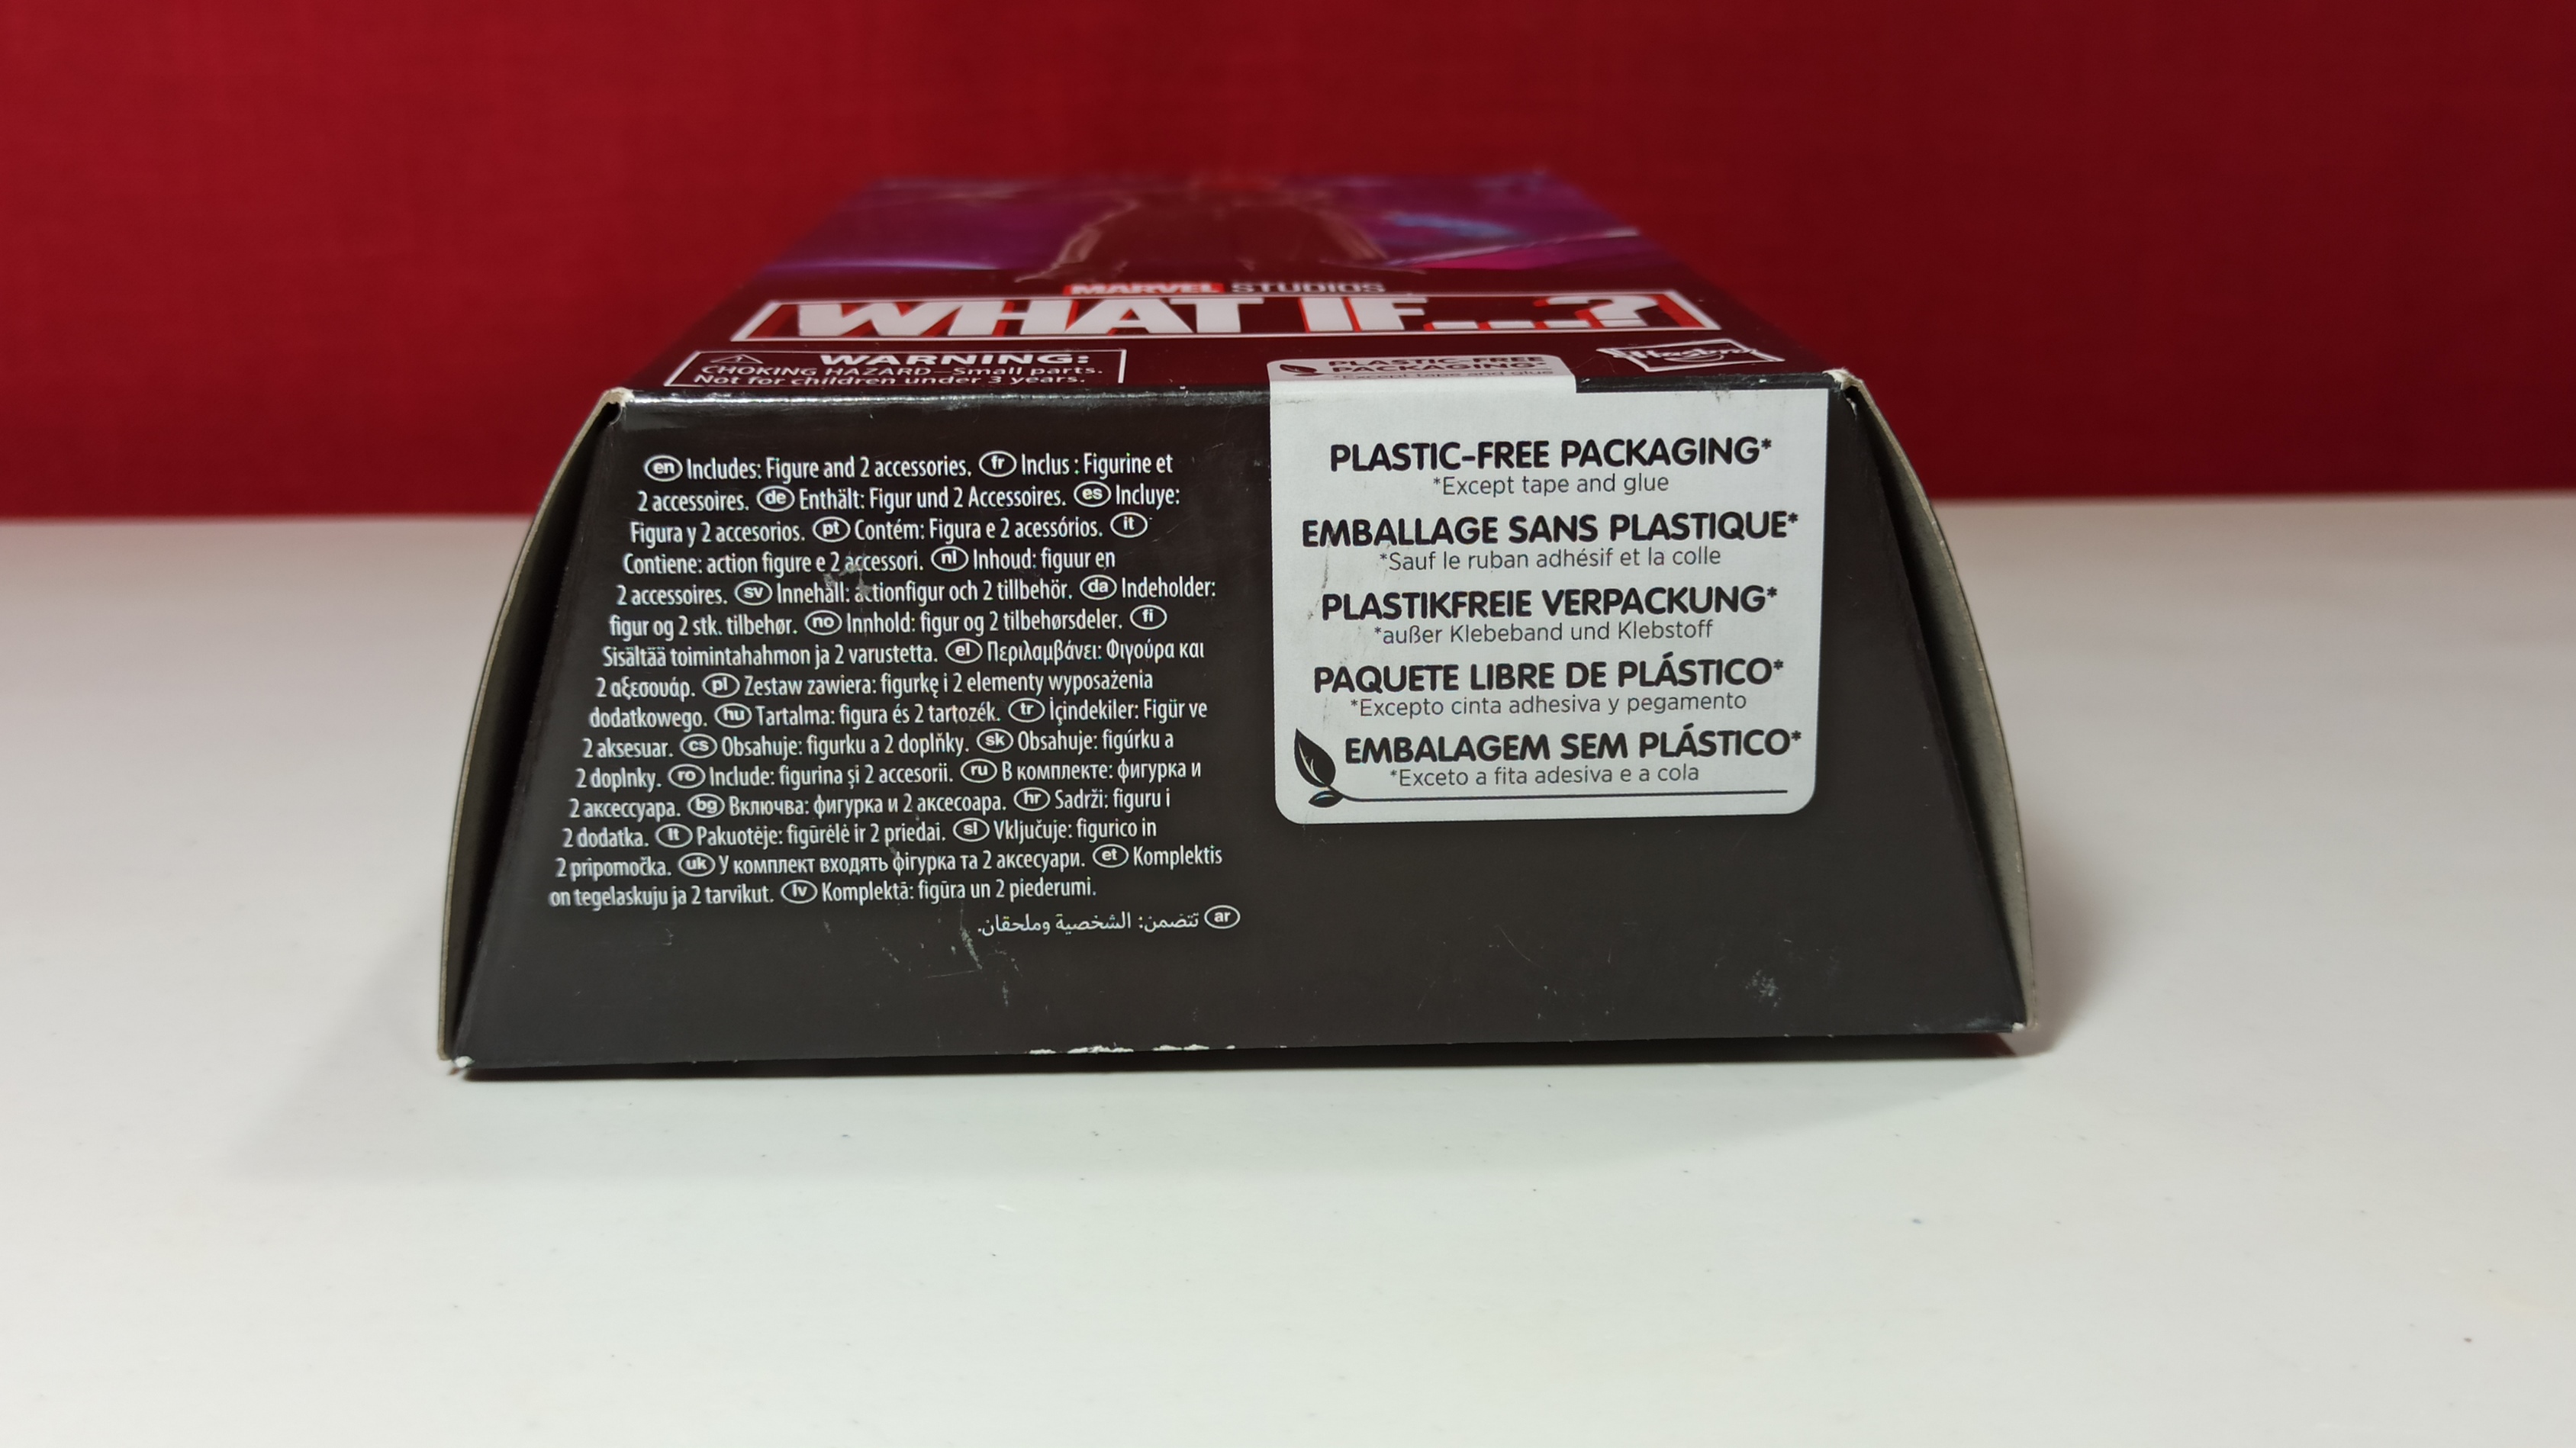 MARVEL STUDIOS
WHAT IF...?
WARNING:
CHOKING HAZARD—Small parts.
Not for children under 3 years.
PLASTIC-FREE
PACKAGING*
*Except tape and glue
Hasbro
en Includes: Figure and 2 accessories. fr Inclus : Figurine et
2 accessoires. de Enthält: Figur und 2 Accessoires. es Incluye:
Figura y 2 accesorios. pt Contém: Figura e 2 acessórios. it
Contiene: action figure e 2 accessori. nl Inhoud: figuur en
2 accessoires. sv Innehåll: actionfigur och 2 tillbehör. da Indeholder:
figur og 2 stk. tilbehør. no Innhold: figur og 2 tilbehørsdeler. fi
Sisältää toimintahahmon ja 2 varustetta. el Περιλαμβάνει: Φιγούρα και
2 αξεσουάρ. pl Zestaw zawiera: figurkę i 2 elementy wyposażenia
dodatkowego. hu Tartalma: figura és 2 tartozék. tr İçindekiler: Figür ve
2 aksesuar. cs Obsahuje: figurku a 2 doplňky. sk Obsahuje: figúrku a
2 doplnky. ro Include: figurina și 2 accesorii. ru В комплекте: фигурка и
2 аксессуара. bg Включва: фигурка и 2 аксесоара. hr Sadrži: figuru i
2 dodatka. lt Pakuotėje: figūrėlė ir 2 priedai. sl Vključuje: figurico in
2 pripomočka. uk У комплект входять фігурка та 2 аксесуари. et Komplektis
on tegelaskuju ja 2 tarvikut. lv Komplektā: figūra un 2 piederumi.
ar تتضمن: الشخصية وملحقان.
PLASTIC-FREE PACKAGING*
*Except tape and glue
EMBALLAGE SANS PLASTIQUE*
*Sauf le ruban adhésif et la colle
PLASTIKFREIE VERPACKUNG*
*außer Klebeband und Klebstoff
PAQUETE LIBRE DE PLÁSTICO*
*Excepto cinta adhesiva y pegamento
EMBALAGEM SEM PLÁSTICO*
*Exceto a fita adesiva e a cola